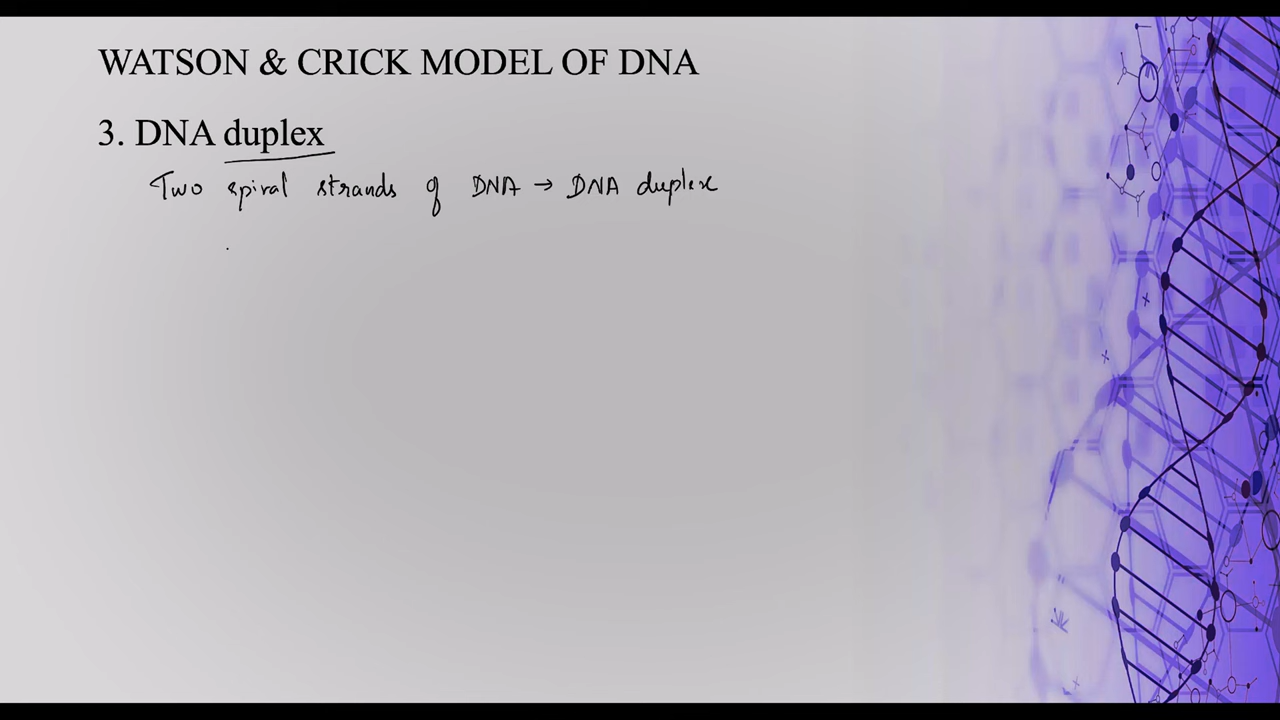 WATSON & CRICK MODEL OF DNA
3. DNA duplex
Two spiral strands of DNA → DNA duplex